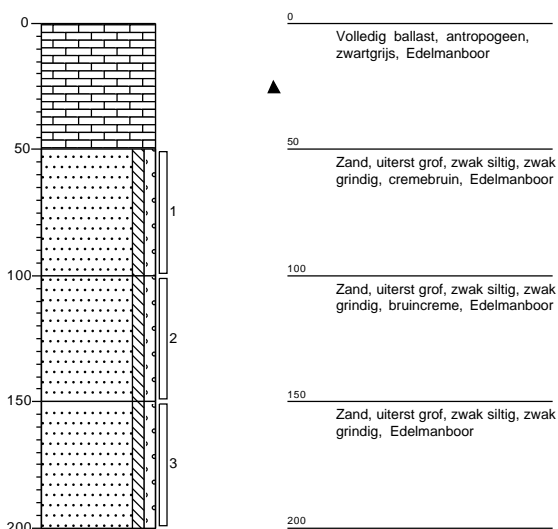 0
0
Volledig ballast, antropogeen,
zwartgrijs, Edelmanboor
50
50
Zand, uiterst grof, zwak siltig, zwak
grindig, cremebruin, Edelmanboor
1
100
100
Zand, uiterst grof, zwak siltig, zwak
grindig, bruincreme, Edelmanboor
2
150
150
Zand, uiterst grof, zwak siltig, zwak
grindig, Edelmanboor
3
200
200